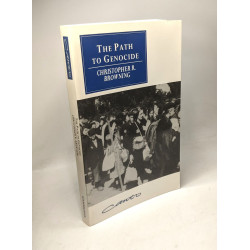 THE PATH
TO GENOCIDE
CHRISTOPHER R.
BROWNING
Canto